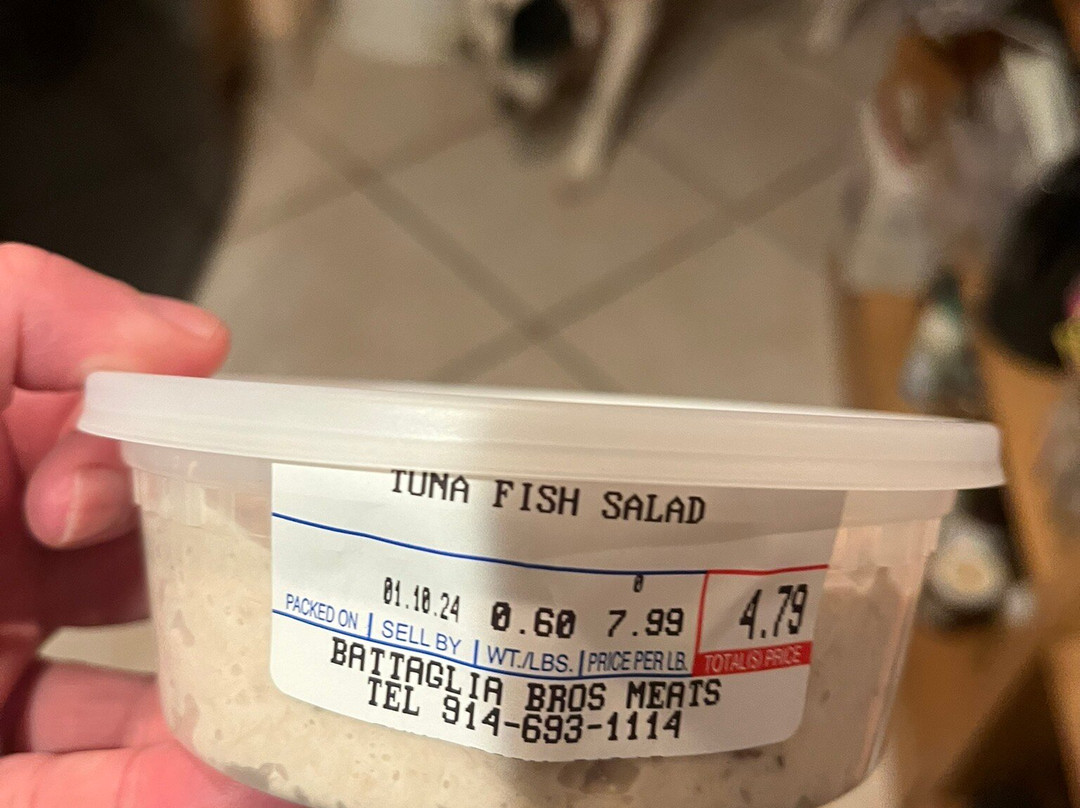 TUNA FISH SALAD
0
01.10.24 0.60 7.99 4.79
PACKED ON SELL BY WT./LBS. PRICE PER LB. TOTAL($) PRICE
BATTAGLIA BROS MEATS
TEL 914-693-1114